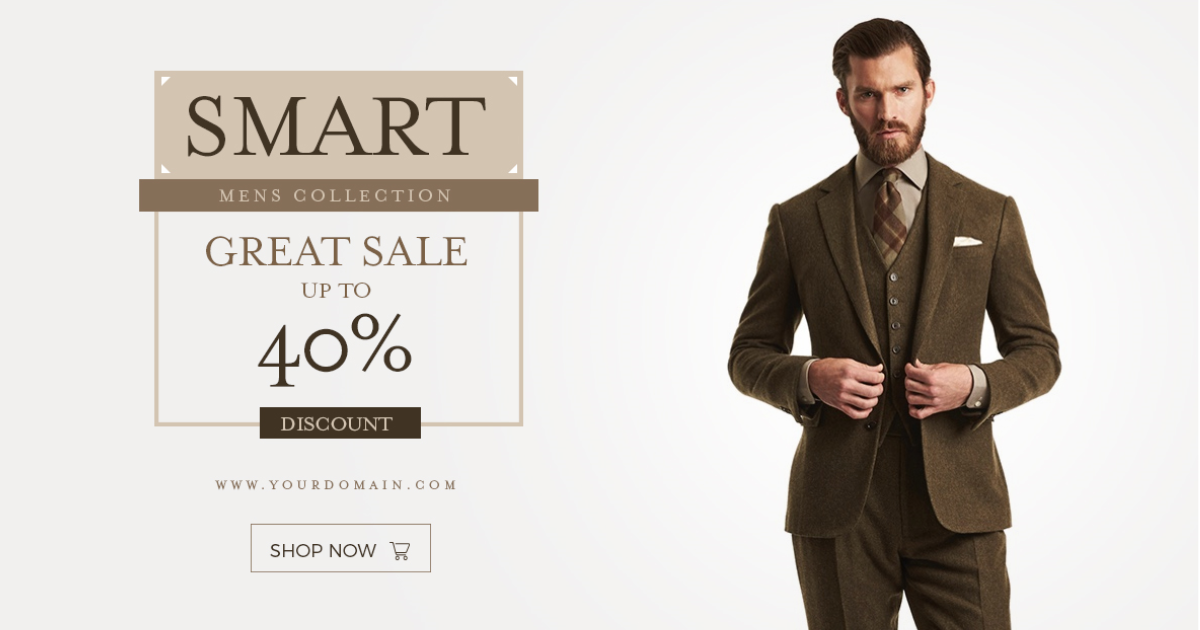 SMART
MENS COLLECTION
GREAT SALE
UP TO
40%
DISCOUNT
WWW.YOURDOMAIN.COM
SHOP NOW